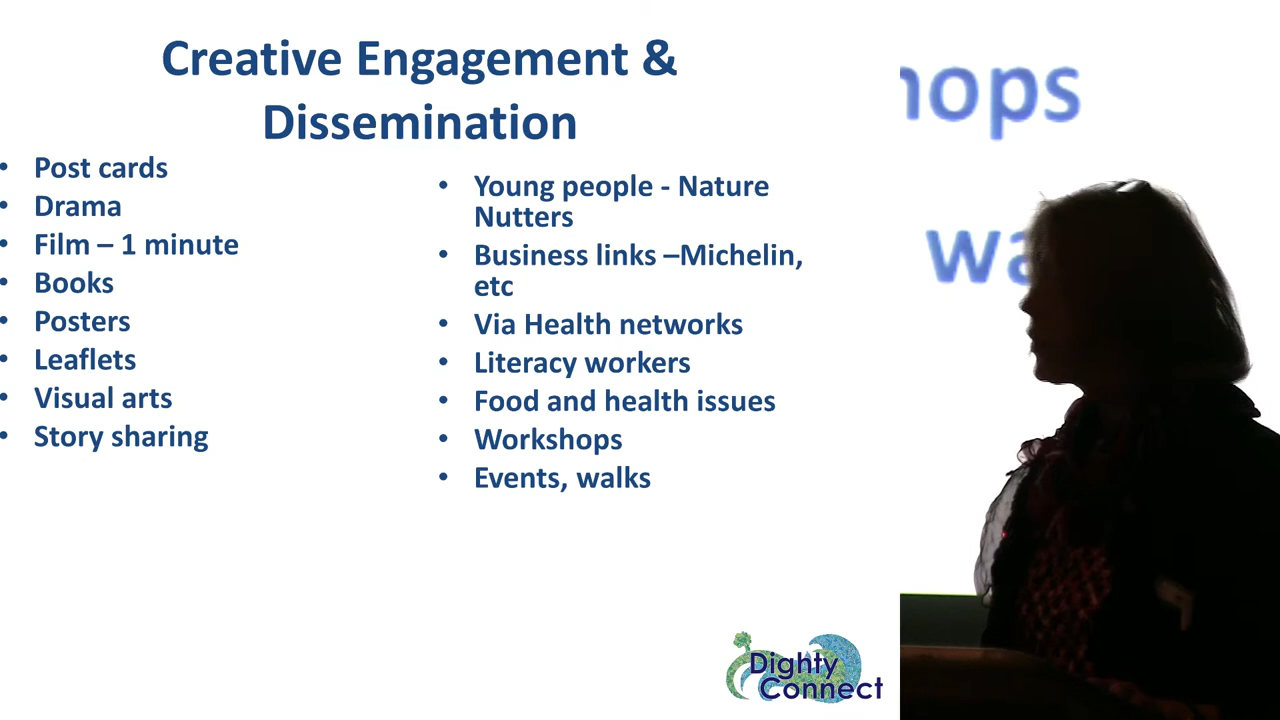 Creative Engagement &
Dissemination
• Post cards
• Drama
• Film – 1 minute
• Books
• Posters
• Leaflets
• Visual arts
• Story sharing
• Young people - Nature
Nutters
• Business links –Michelin,
etc
• Via Health networks
• Literacy workers
• Food and health issues
• Workshops
• Events, walks
Dighty
Connect
hops
wa